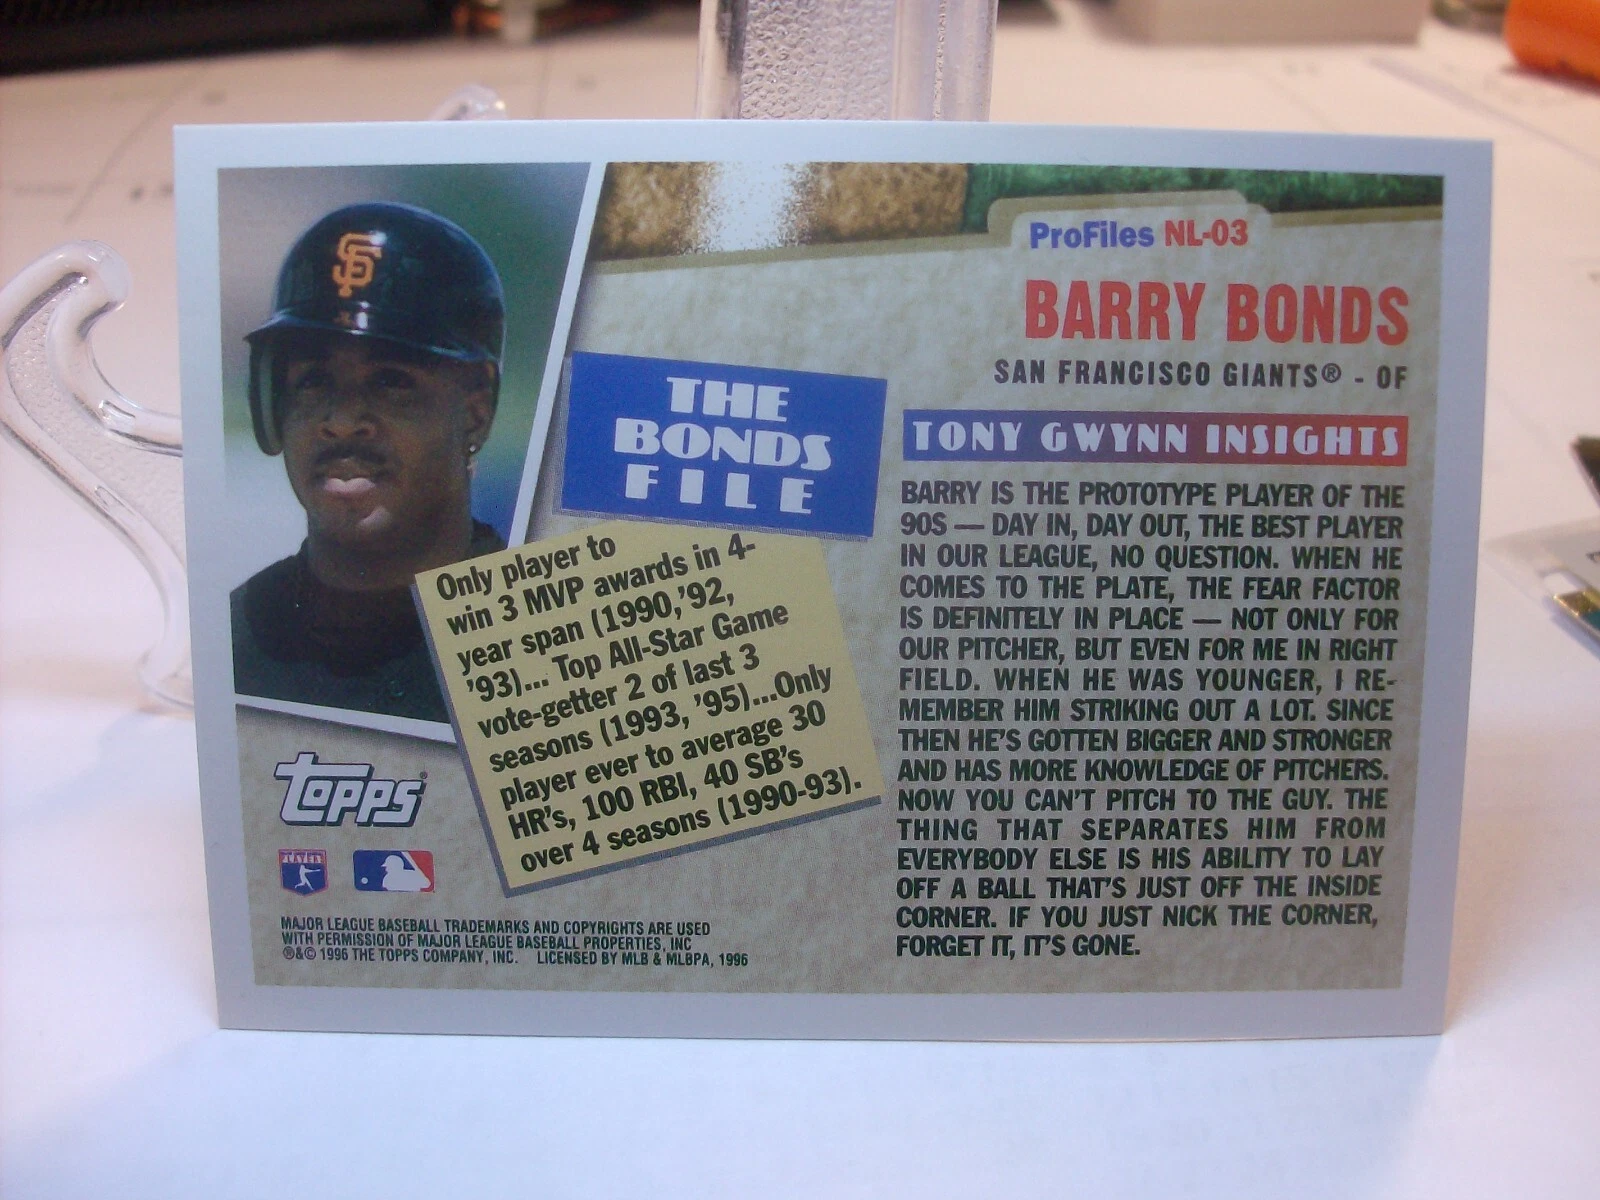 SF
ProFiles NL-03
BARRY BONDS
SAN FRANCISCO GIANTS® - OF
THE
BONDS
FILE
Only player to
win 3 MVP awards in 4-
year span (1990,'92,
'93)... Top All-Star Game
vote-getter 2 of last 3
seasons (1993, '95)...Only
player ever to average 30
HR's, 100 RBI, 40 SB's
over 4 seasons (1990-93).
TONY GWYNN INSIGHTS
BARRY IS THE PROTOTYPE PLAYER OF THE
90S — DAY IN, DAY OUT, THE BEST PLAYER
IN OUR LEAGUE, NO QUESTION. WHEN HE
COMES TO THE PLATE, THE FEAR FACTOR
IS DEFINITELY IN PLACE — NOT ONLY FOR
OUR PITCHER, BUT EVEN FOR ME IN RIGHT
FIELD. WHEN HE WAS YOUNGER, I RE-
MEMBER HIM STRIKING OUT A LOT. SINCE
THEN HE'S GOTTEN BIGGER AND STRONGER
AND HAS MORE KNOWLEDGE OF PITCHERS.
NOW YOU CAN'T PITCH TO THE GUY. THE
THING THAT SEPARATES HIM FROM
EVERYBODY ELSE IS HIS ABILITY TO LAY
OFF A BALL THAT'S JUST OFF THE INSIDE
CORNER. IF YOU JUST NICK THE CORNER,
FORGET IT, IT'S GONE.
Topps®
PLAYERS
MAJOR LEAGUE BASEBALL TRADEMARKS AND COPYRIGHTS ARE USED
WITH PERMISSION OF MAJOR LEAGUE BASEBALL PROPERTIES, INC
®&© 1996 THE TOPPS COMPANY, INC. LICENSED BY MLB & MLBPA, 1996